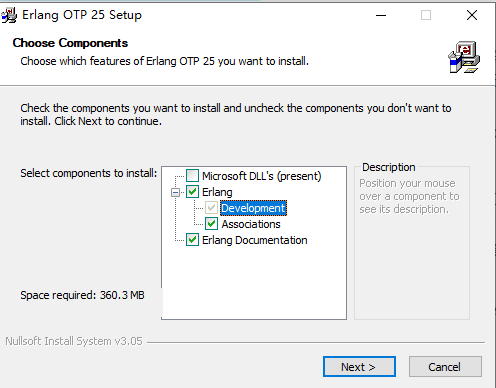 Erlang OTP 25 Setup
Choose Components
Choose which features of Erlang OTP 25 you want to install.
Check the components you want to install and uncheck the components you don't want to
install. Click Next to continue.
Select components to install:
Microsoft DLL's (present)
Erlang
Development
Associations
Erlang Documentation
Description
Position your mouse
over a component to
see its description.
Space required: 360.3 MB
Nullsoft Install System v3.05
Next >
Cancel